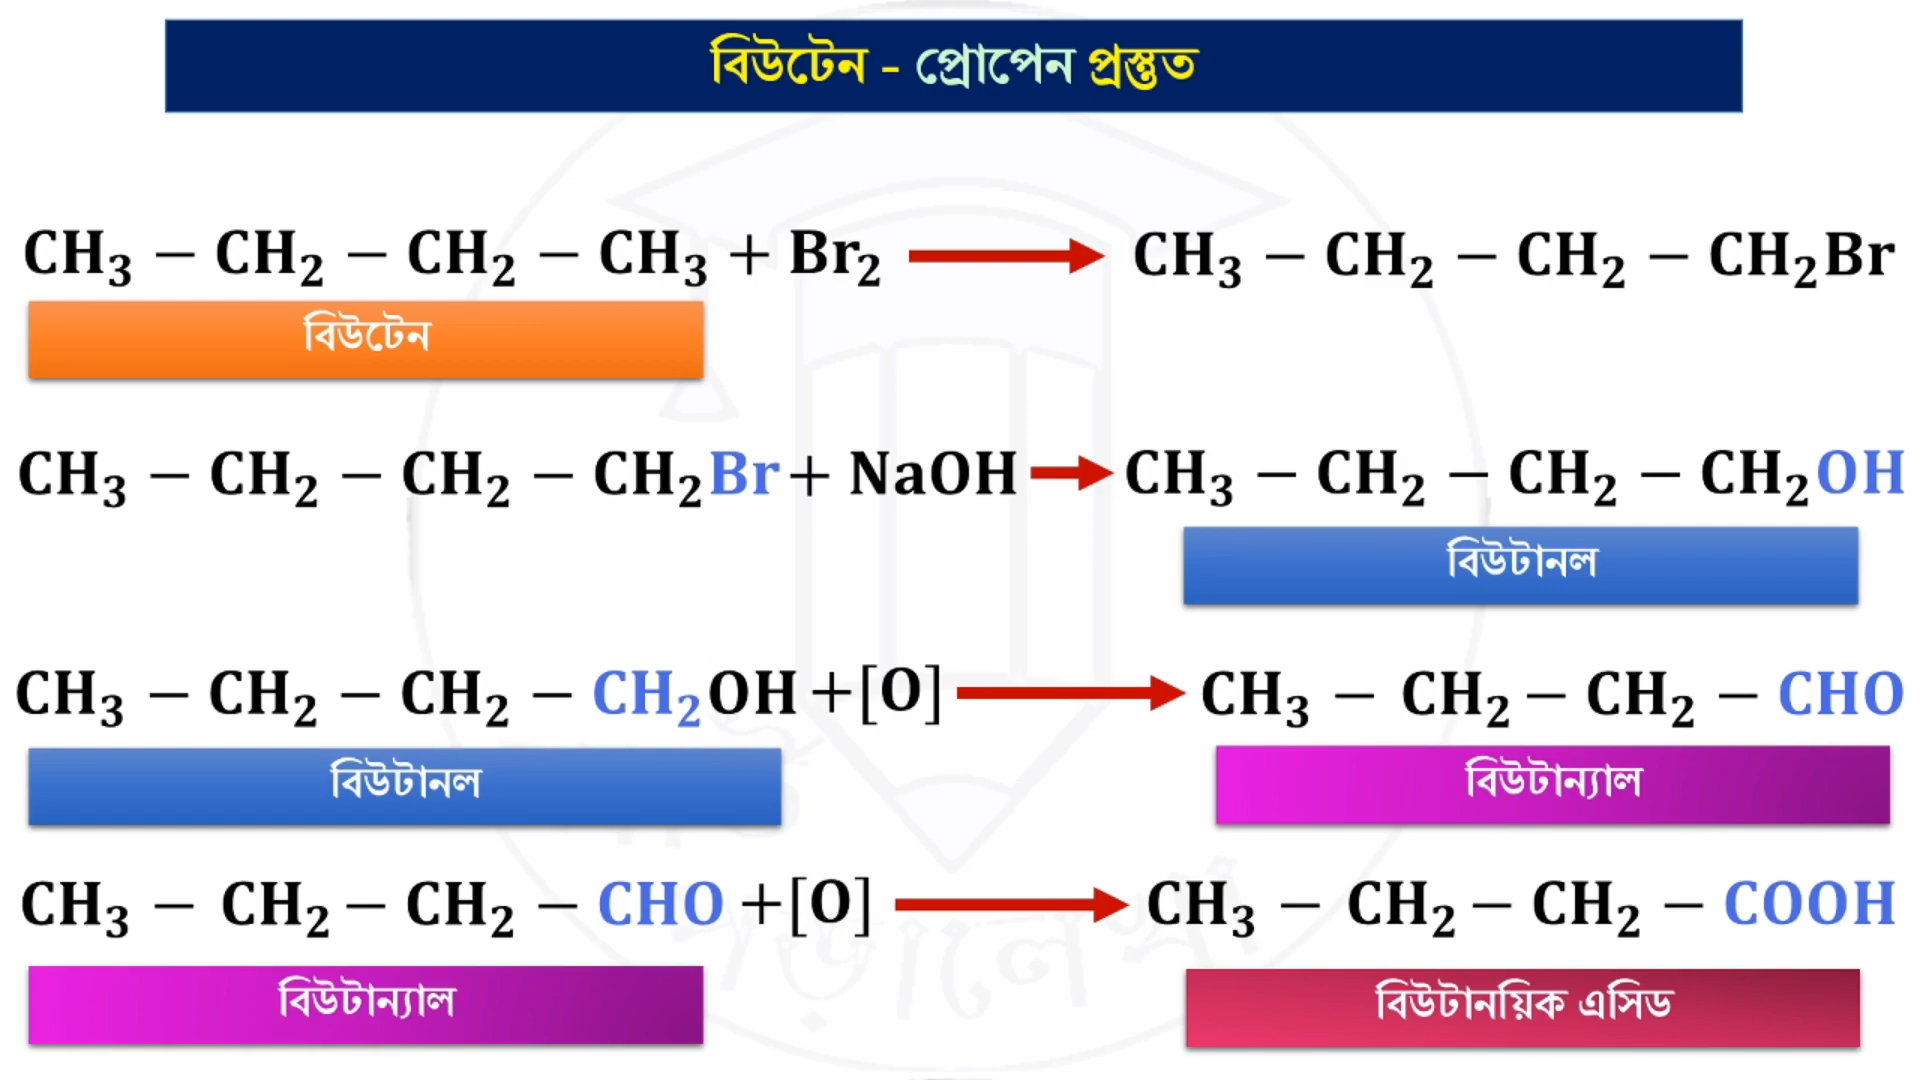 বিউটেন - প্রোপেন প্রস্তুত
CH₃ − CH₂ − CH₂ − CH₃ + Br₂ → CH₃ − CH₂ − CH₂ − CH₂Br
বিউটেন
CH₃ − CH₂ − CH₂ − CH₂Br + NaOH → CH₃ − CH₂ − CH₂ − CH₂OH
বিউটানল
CH₃ − CH₂ − CH₂ − CH₂OH +[O] → CH₃ − CH₂ − CH₂ − CHO
বিউটানল বিউটান্যাল
CH₃ − CH₂ − CH₂ − CHO +[O] → CH₃ − CH₂ − CH₂ − COOH
বিউটান্যাল বিউটানয়িক এসিড
পড়ালেখা